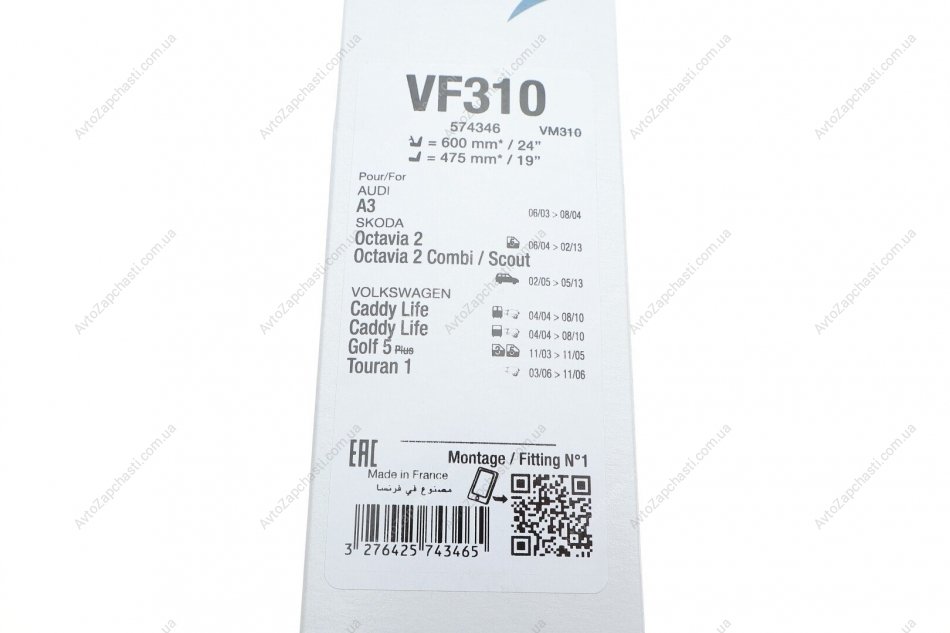 VF310
574346 VM310
= 600 mm* / 24"
= 475 mm* / 19"
Pour/For
AUDI
A3 06/03 > 08/04
SKODA
Octavia 2 06/04 > 02/13
Octavia 2 Combi / Scout
02/05 > 05/13
VOLKSWAGEN
Caddy Life 04/04 > 08/10
Caddy Life 04/04 > 08/10
Golf 5 Plus 11/03 > 11/05
Touran 1 03/06 > 11/06
EAC Montage / Fitting N°1
Made in France
مصنوع في فرنسا
3 276425 743465
AvtoZapchasti.com.ua